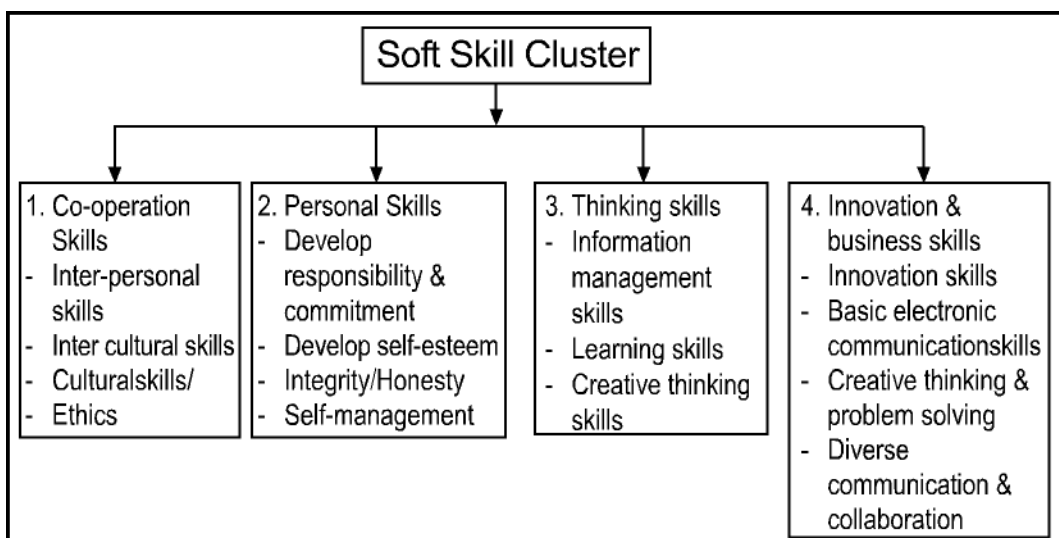 Soft Skill Cluster
1. Co-operation
Skills
- Inter-personal
skills
- Inter cultural skills
- Culturalskills/
- Ethics
2. Personal Skills
- Develop
responsibility &
commitment
- Develop self-esteem
- Integrity/Honesty
- Self-management
3. Thinking skills
- Information
management
skills
- Learning skills
- Creative thinking
skills
4. Innovation &
business skills
- Innovation skills
- Basic electronic
communicationskills
- Creative thinking &
problem solving
- Diverse
communication &
collaboration